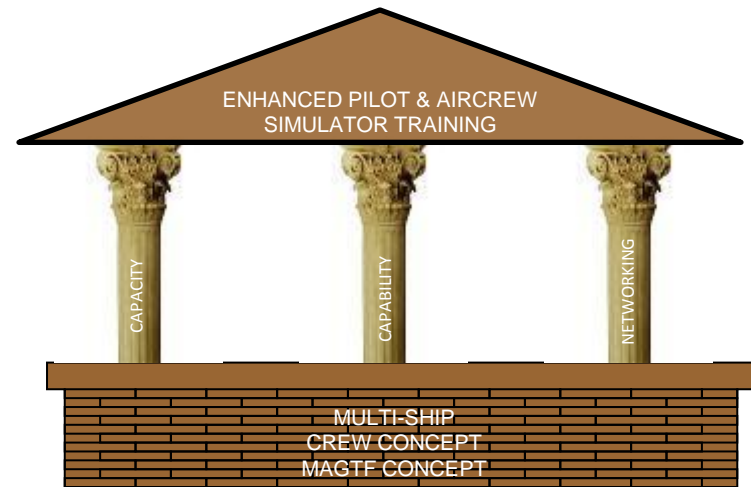 ENHANCED PILOT & AIRCREW
SIMULATOR TRAINING
CAPACITY
CAPABILITY
NETWORKING
MULTI-SHIP
CREW CONCEPT
MAGTF CONCEPT